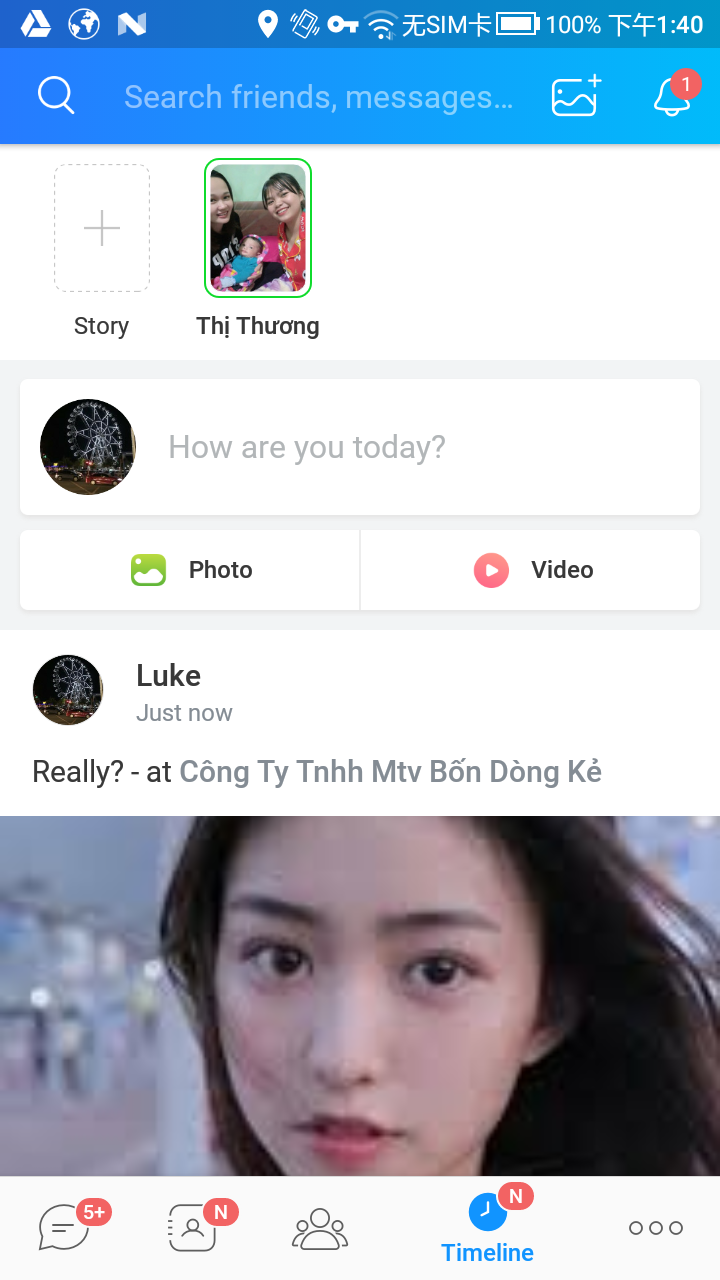 无SIM卡 100% 下午1:40
Search friends, messages...
1
Story
Thị Thương
How are you today?
Photo
Video
Luke
Just now
Really? - at Công Ty Tnhh Mtv Bốn Dòng Kẻ
5+
N
N
Timeline